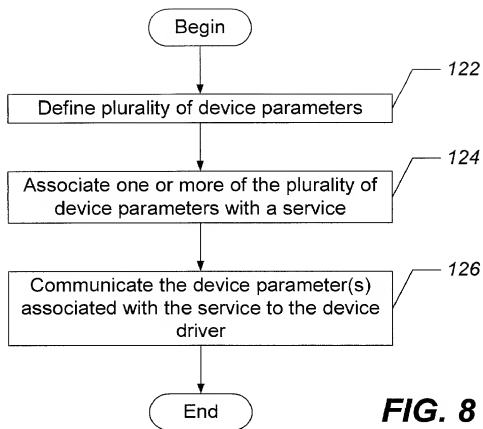 Begin
122
Define plurality of device parameters
124
Associate one or more of the plurality of
device parameters with a service
126
Communicate the device parameter(s)
associated with the service to the device
driver
End
FIG. 8